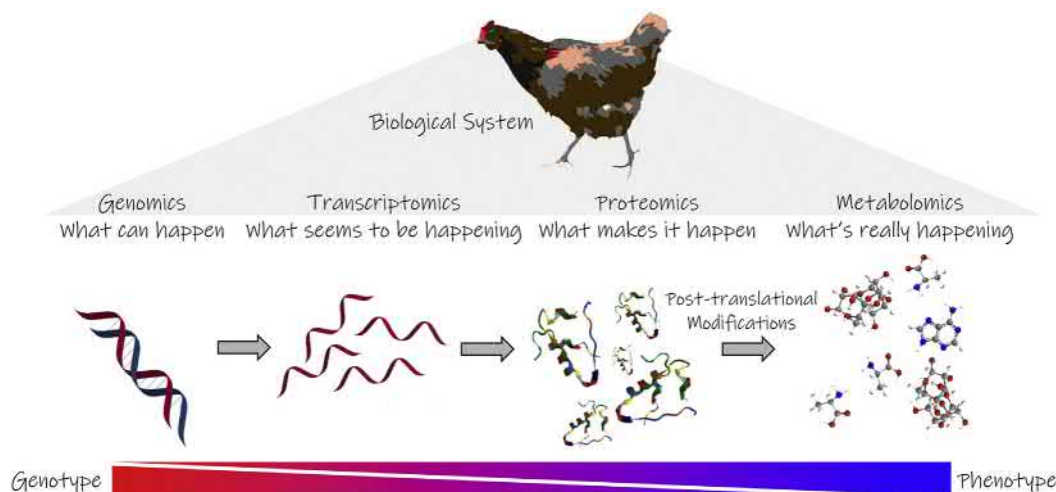 Biological System
Genomics
What can happen
Transcriptomics
What seems to be happening
Proteomics
What makes it happen
Metabolomics
What's really happening
Post-translational
Modifications
Genotype
Phenotype